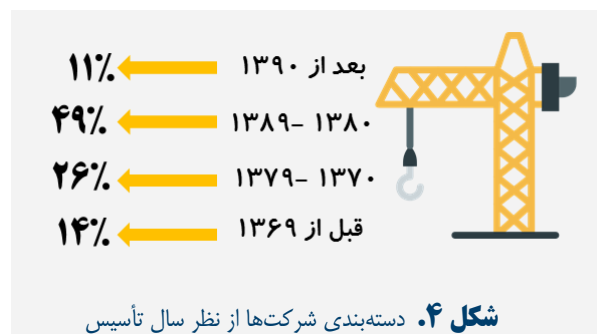 بعد از ۱۳۹۰ ۱۱٪
۱۳۸۰ -۱۳۸۹ ۴۹٪
۱۳۷۰ -۱۳۷۹ ۲۶٪
قبل از ۱۳۶۹ ۱۴٪
شکل ۴. دسته‌بندی شرکت‌ها از نظر سال تأسیس